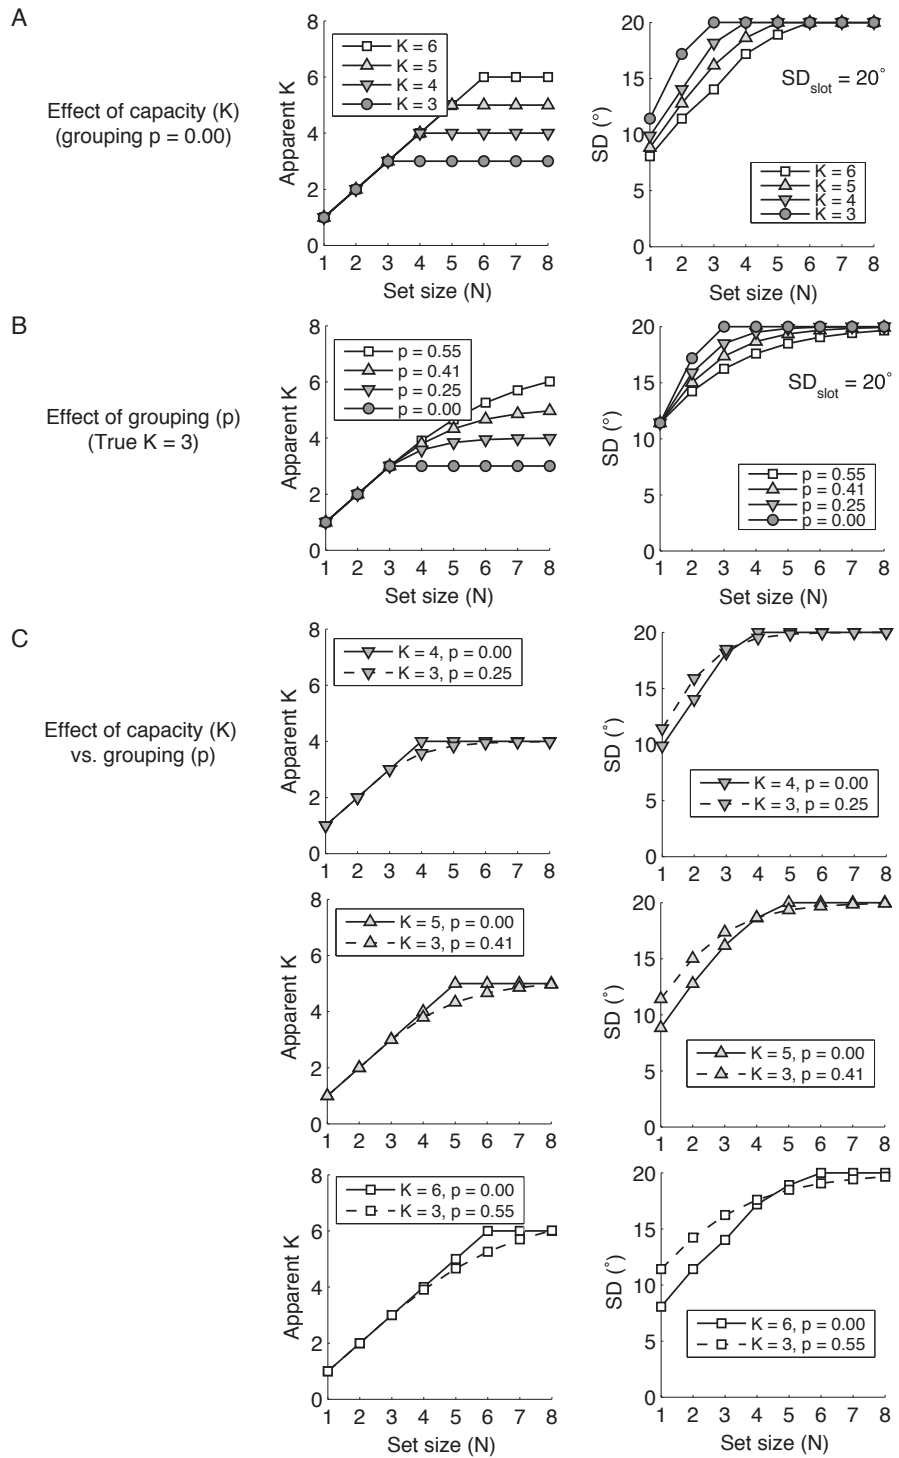 A
Effect of capacity (K)
(grouping p = 0.00)
Apparent K
8
6
4
2
0
K = 6
K = 5
K = 4
K = 3
1 2 3 4 5 6 7 8
Set size (N)
SD (°)
20
15
10
5
0
SDslot = 20°
K = 6
K = 5
K = 4
K = 3
1 2 3 4 5 6 7 8
Set size (N)
B
Effect of grouping (p)
(True K = 3)
Apparent K
8
6
4
2
0
p = 0.55
p = 0.41
p = 0.25
p = 0.00
1 2 3 4 5 6 7 8
Set size (N)
SD (°)
20
15
10
5
0
SDslot = 20°
p = 0.55
p = 0.41
p = 0.25
p = 0.00
1 2 3 4 5 6 7 8
Set size (N)
C
Effect of capacity (K)
vs. grouping (p)
Apparent K
8
6
4
2
0
K = 4, p = 0.00
K = 3, p = 0.25
1 2 3 4 5 6 7 8
SD (°)
20
15
10
5
0
K = 4, p = 0.00
K = 3, p = 0.25
1 2 3 4 5 6 7 8
Apparent K
8
6
4
2
0
K = 5, p = 0.00
K = 3, p = 0.41
1 2 3 4 5 6 7 8
SD (°)
20
15
10
5
0
K = 5, p = 0.00
K = 3, p = 0.41
1 2 3 4 5 6 7 8
Apparent K
8
6
4
2
0
K = 6, p = 0.00
K = 3, p = 0.55
1 2 3 4 5 6 7 8
Set size (N)
SD (°)
20
15
10
5
0
K = 6, p = 0.00
K = 3, p = 0.55
1 2 3 4 5 6 7 8
Set size (N)